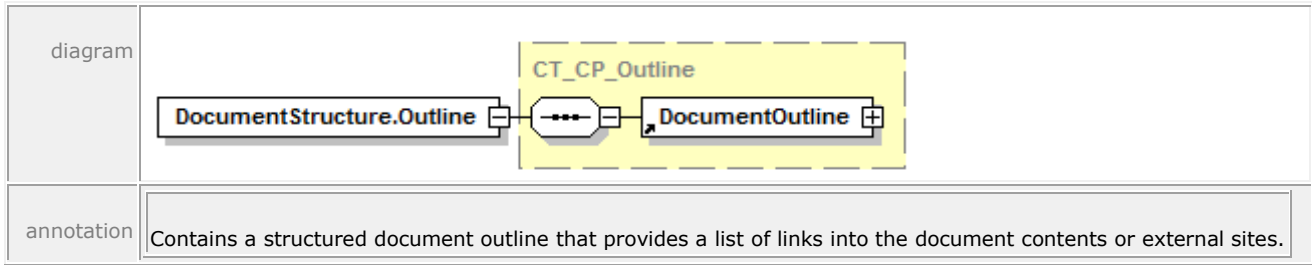 diagram
CT_CP_Outline
DocumentStructure.Outline
DocumentOutline
annotation
Contains a structured document outline that provides a list of links into the document contents or external sites.